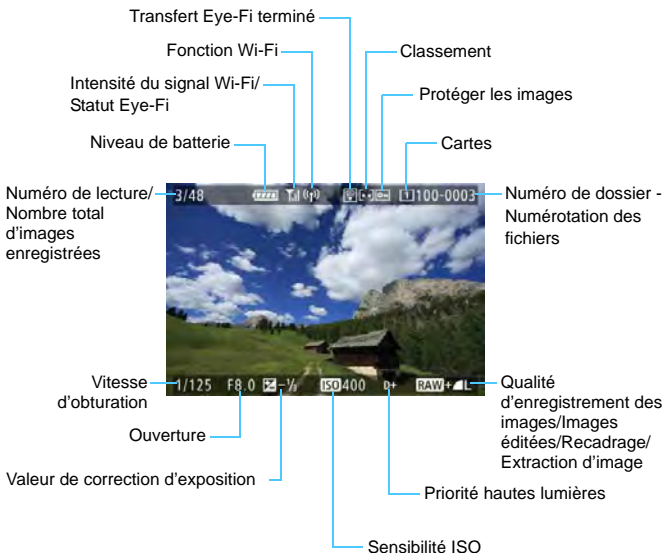 Transfert Eye-Fi terminé
Fonction Wi-Fi
Classement
Intensité du signal Wi-Fi/
Statut Eye-Fi
Protéger les images
Niveau de batterie
Cartes
Numéro de lecture/
Nombre total
d'images
enregistrées
3/48
1 100-0003
Numéro de dossier -
Numérotation des
fichiers
1/125 F8.0 -⅓ ISO 400 D+ RAW+L
Vitesse
d'obturation
Ouverture
Valeur de correction d'exposition
Qualité
d'enregistrement des
images/Images
éditées/Recadrage/
Extraction d'image
Priorité hautes lumières
Sensibilité ISO